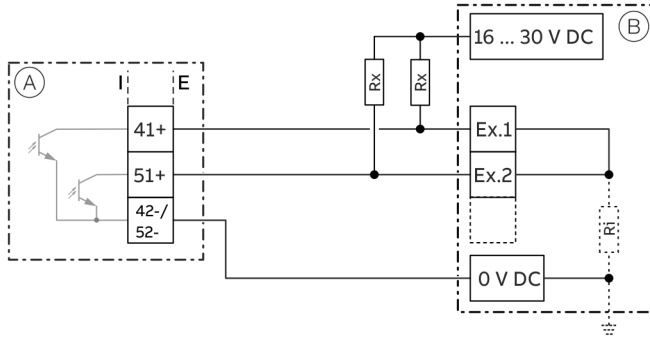 16 ... 30 V DC
B
A
I E
Rx
Rx
41+
Ex.1
51+
Ex.2
42-/
52-
Ri
0 V DC